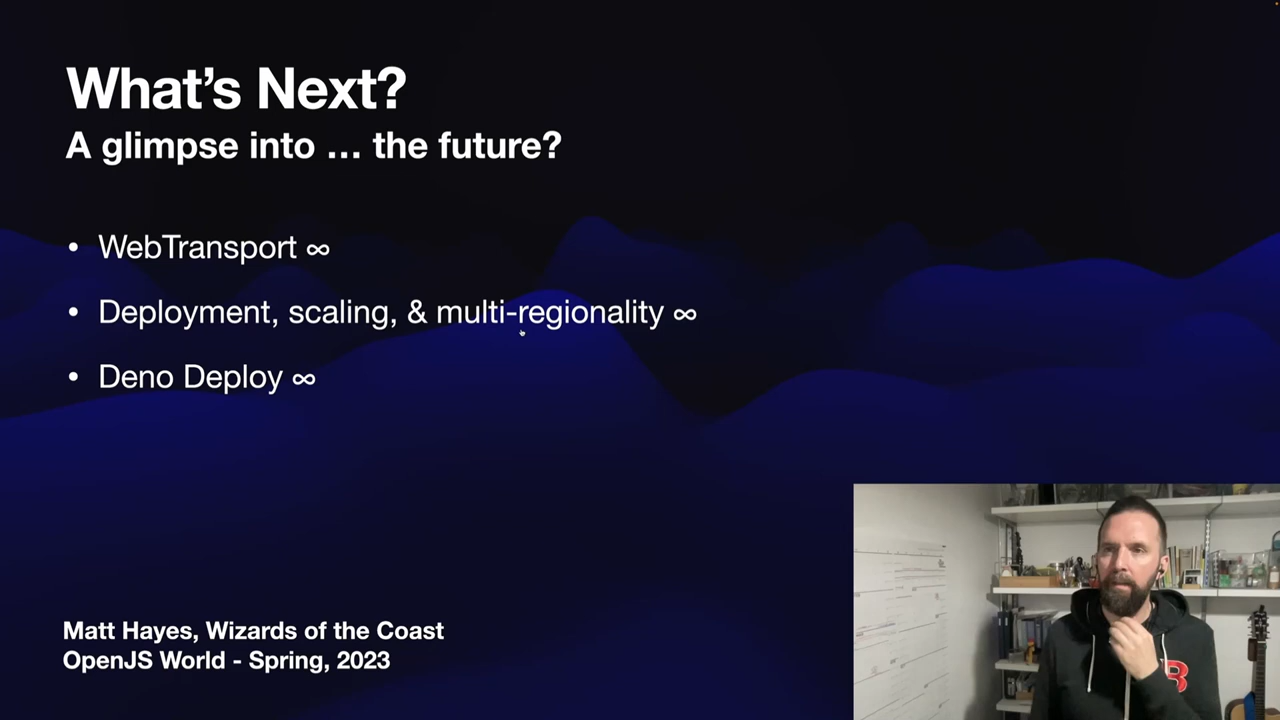 What’s Next?
A glimpse into … the future?
• WebTransport ∞
• Deployment, scaling, & multi-regionality ∞
• Deno Deploy ∞
Matt Hayes, Wizards of the Coast
OpenJS World - Spring, 2023
B